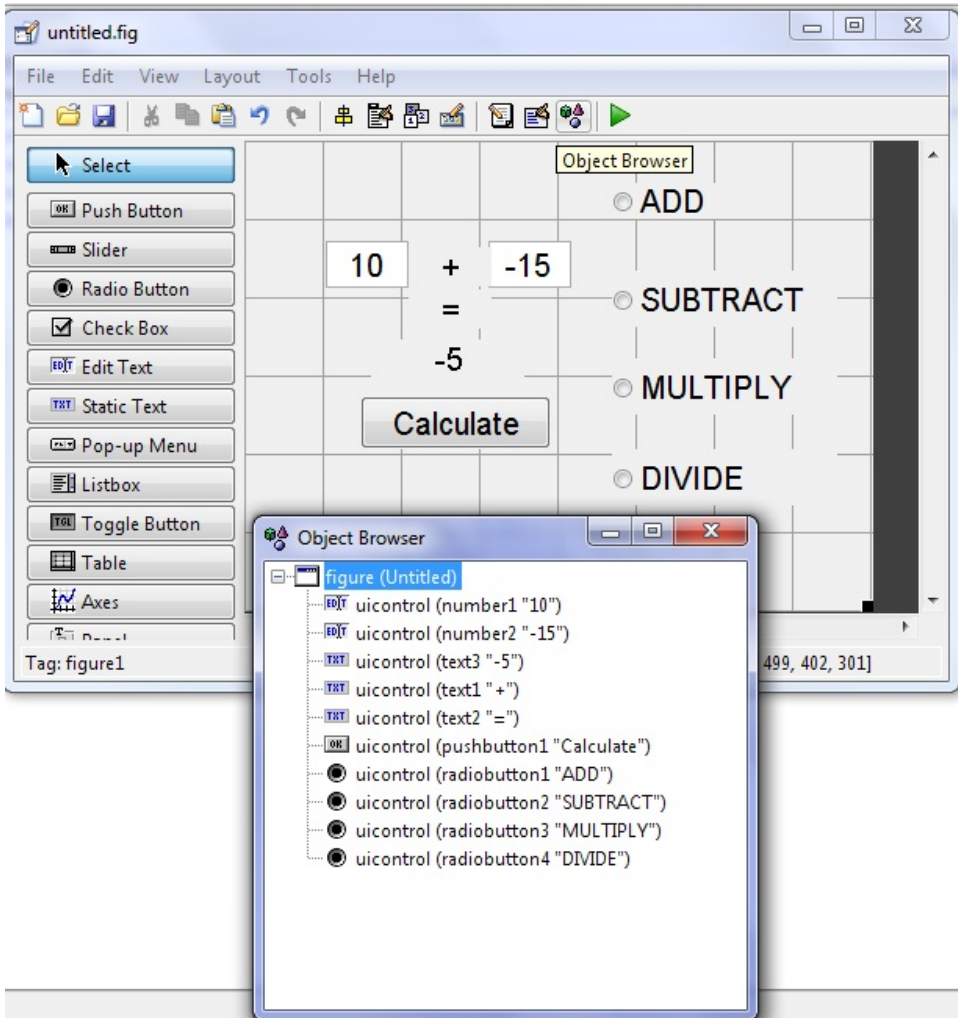 untitled.fig
File Edit View Layout Tools Help
Object Browser
Select
Push Button
Slider
Radio Button
Check Box
Edit Text
Static Text
Pop-up Menu
Listbox
Toggle Button
Table
Axes
Panel
ADD
10 + -15
=
-5
SUBTRACT
MULTIPLY
Calculate
DIVIDE
Tag: figure1
499, 402, 301]
Object Browser
figure (Untitled)
uicontrol (number1 "10")
uicontrol (number2 "-15")
uicontrol (text3 "-5")
uicontrol (text1 "+")
uicontrol (text2 "=")
uicontrol (pushbutton1 "Calculate")
uicontrol (radiobutton1 "ADD")
uicontrol (radiobutton2 "SUBTRACT")
uicontrol (radiobutton3 "MULTIPLY")
uicontrol (radiobutton4 "DIVIDE")